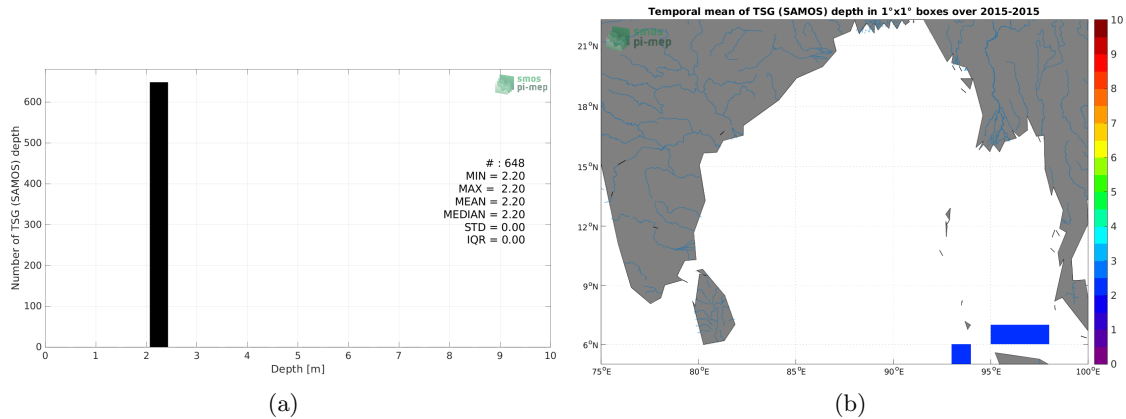 smos
pi-mep
# : 648
MIN = 2.20
MAX = 2.20
MEAN = 2.20
MEDIAN = 2.20
STD = 0.00
IQR = 0.00
600
500
400
300
200
100
0
Number of TSG (SAMOS) depth
0 1 2 3 4 5 6 7 8 9 10
Depth [m]
(a)
Temporal mean of TSG (SAMOS) depth in 1°x1° boxes over 2015-2015
smos
pi-mep
21°N
18°N
15°N
12°N
9°N
6°N
75°E 80°E 85°E 90°E 95°E 100°E
10
9
8
7
6
5
4
3
2
1
0
(b)